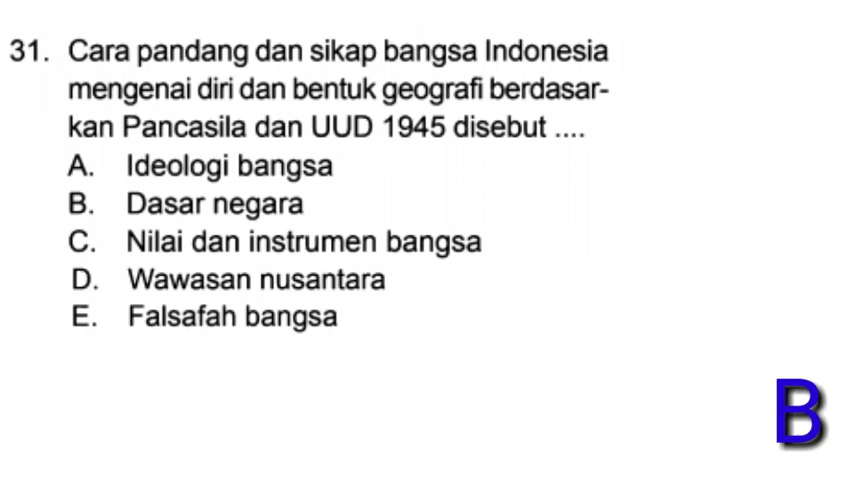 31. Cara pandang dan sikap bangsa Indonesia
mengenai diri dan bentuk geografi berdasar-
kan Pancasila dan UUD 1945 disebut ....
A. Ideologi bangsa
B. Dasar negara
C. Nilai dan instrumen bangsa
D. Wawasan nusantara
E. Falsafah bangsa
B